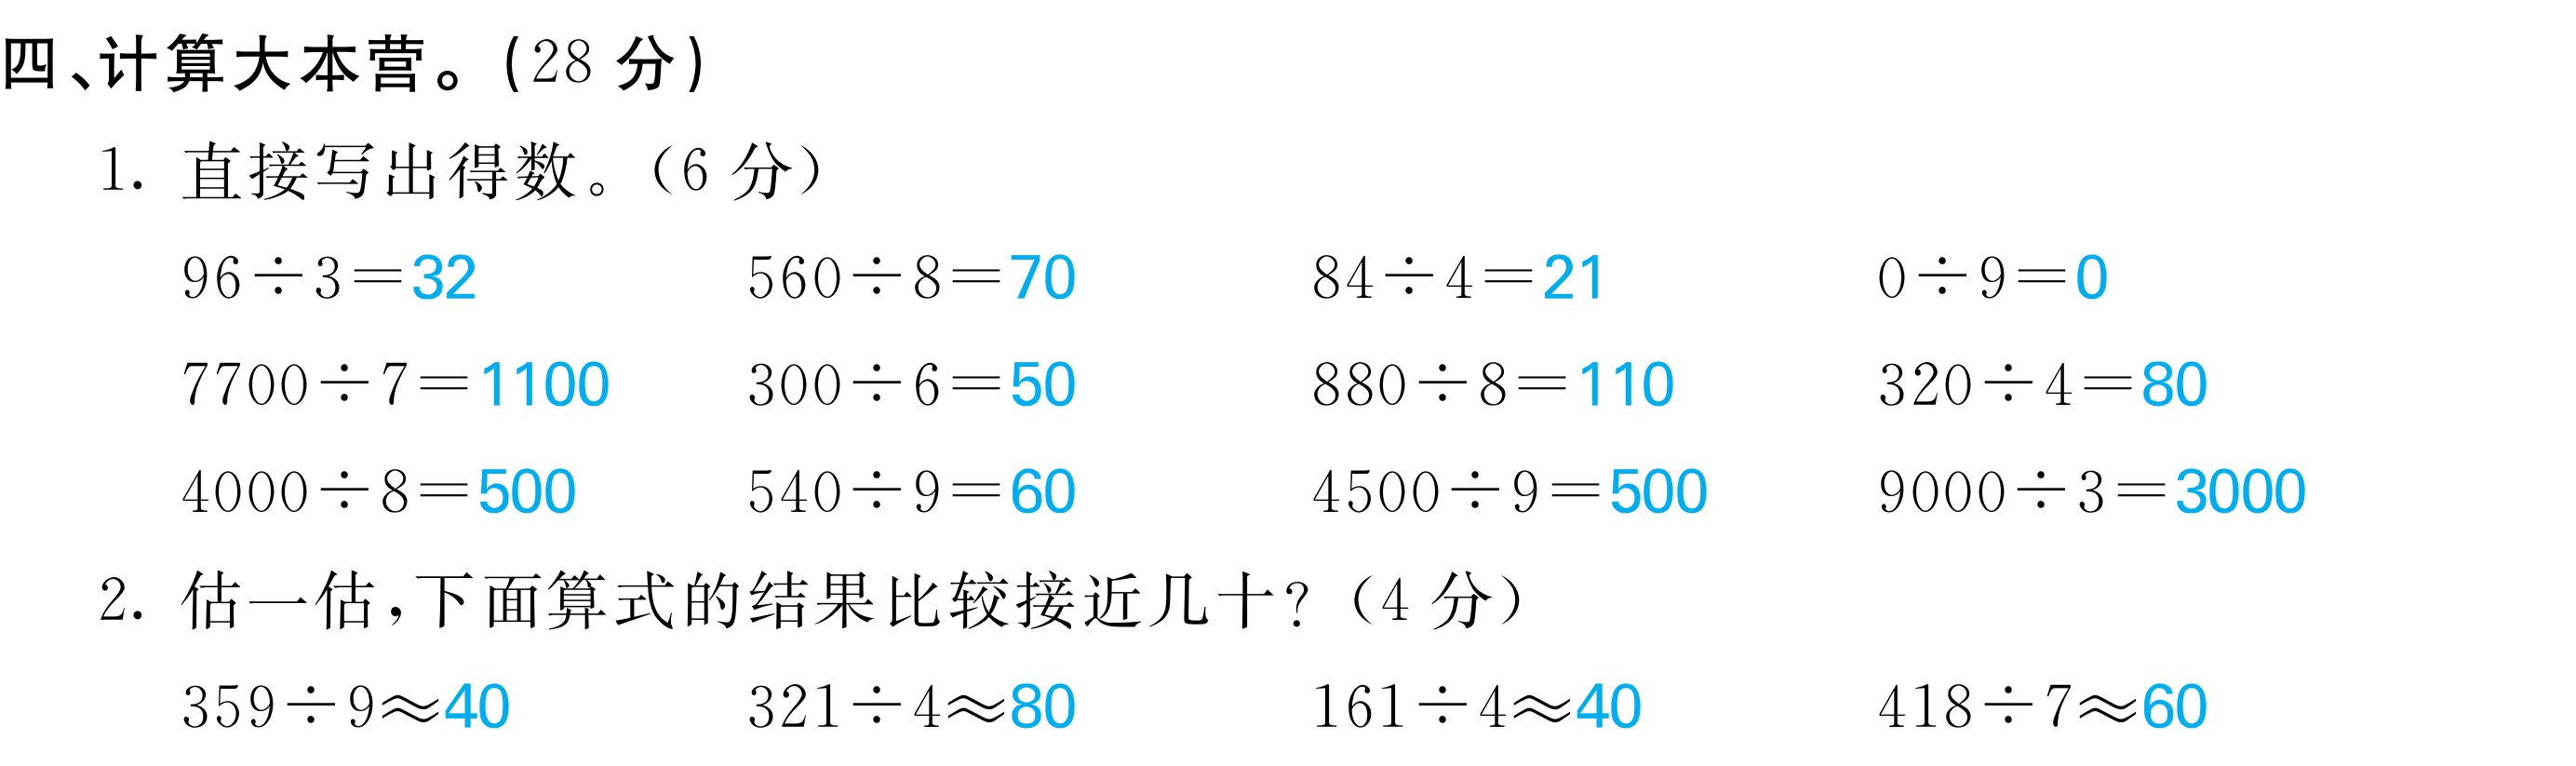 四、计算大本营。(28 分)
1. 直接写出得数。(6 分)
96÷3=32 560÷8=70 84÷4=21 0÷9=0
7700÷7=1100 300÷6=50 880÷8=110 320÷4=80
4000÷8=500 540÷9=60 4500÷9=500 9000÷3=3000
2. 估一估,下面算式的结果比较接近几十?(4 分)
359÷9≈40 321÷4≈80 161÷4≈40 418÷7≈60